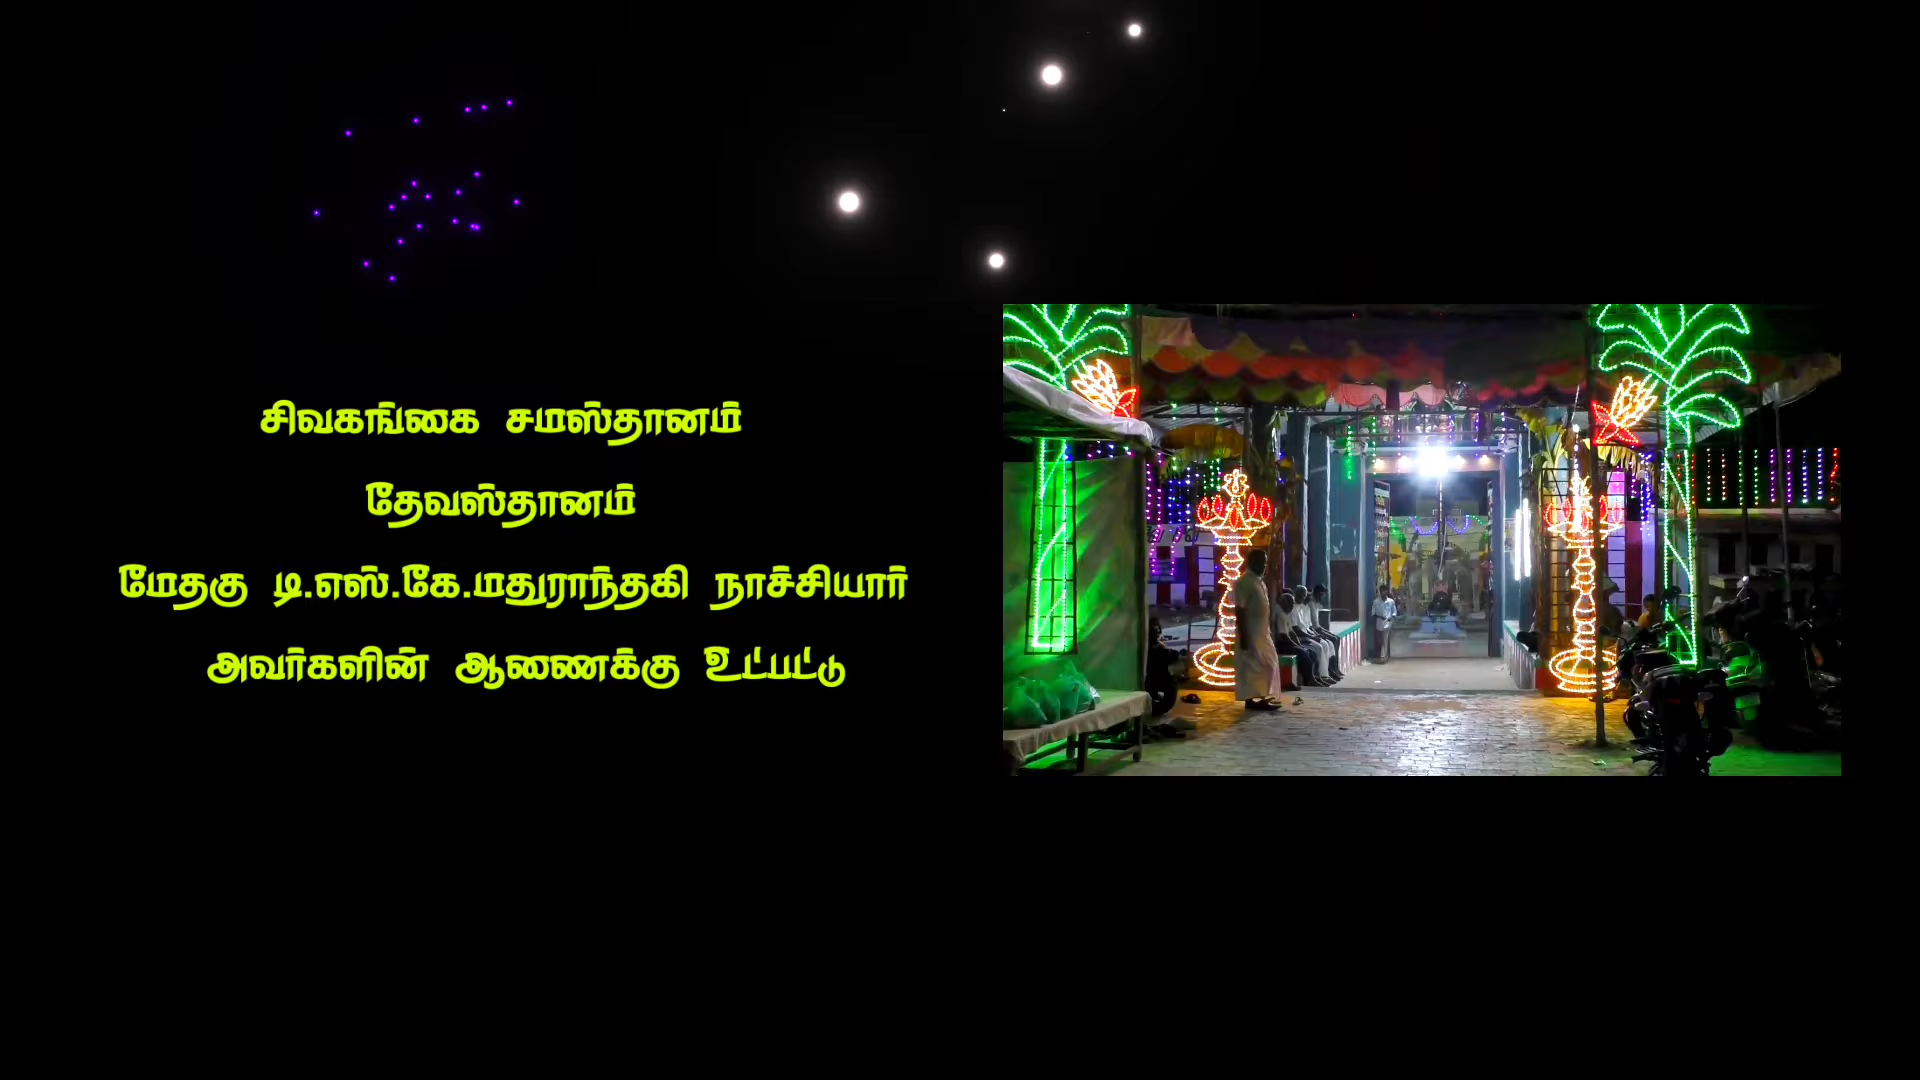 சிவகங்கை சமஸ்தானம்
தேவஸ்தானம்
மேதகு டி.எஸ்.கே.மதுராந்தகி நாச்சியார்
அவர்களின் ஆணைக்கு உட்பட்டு